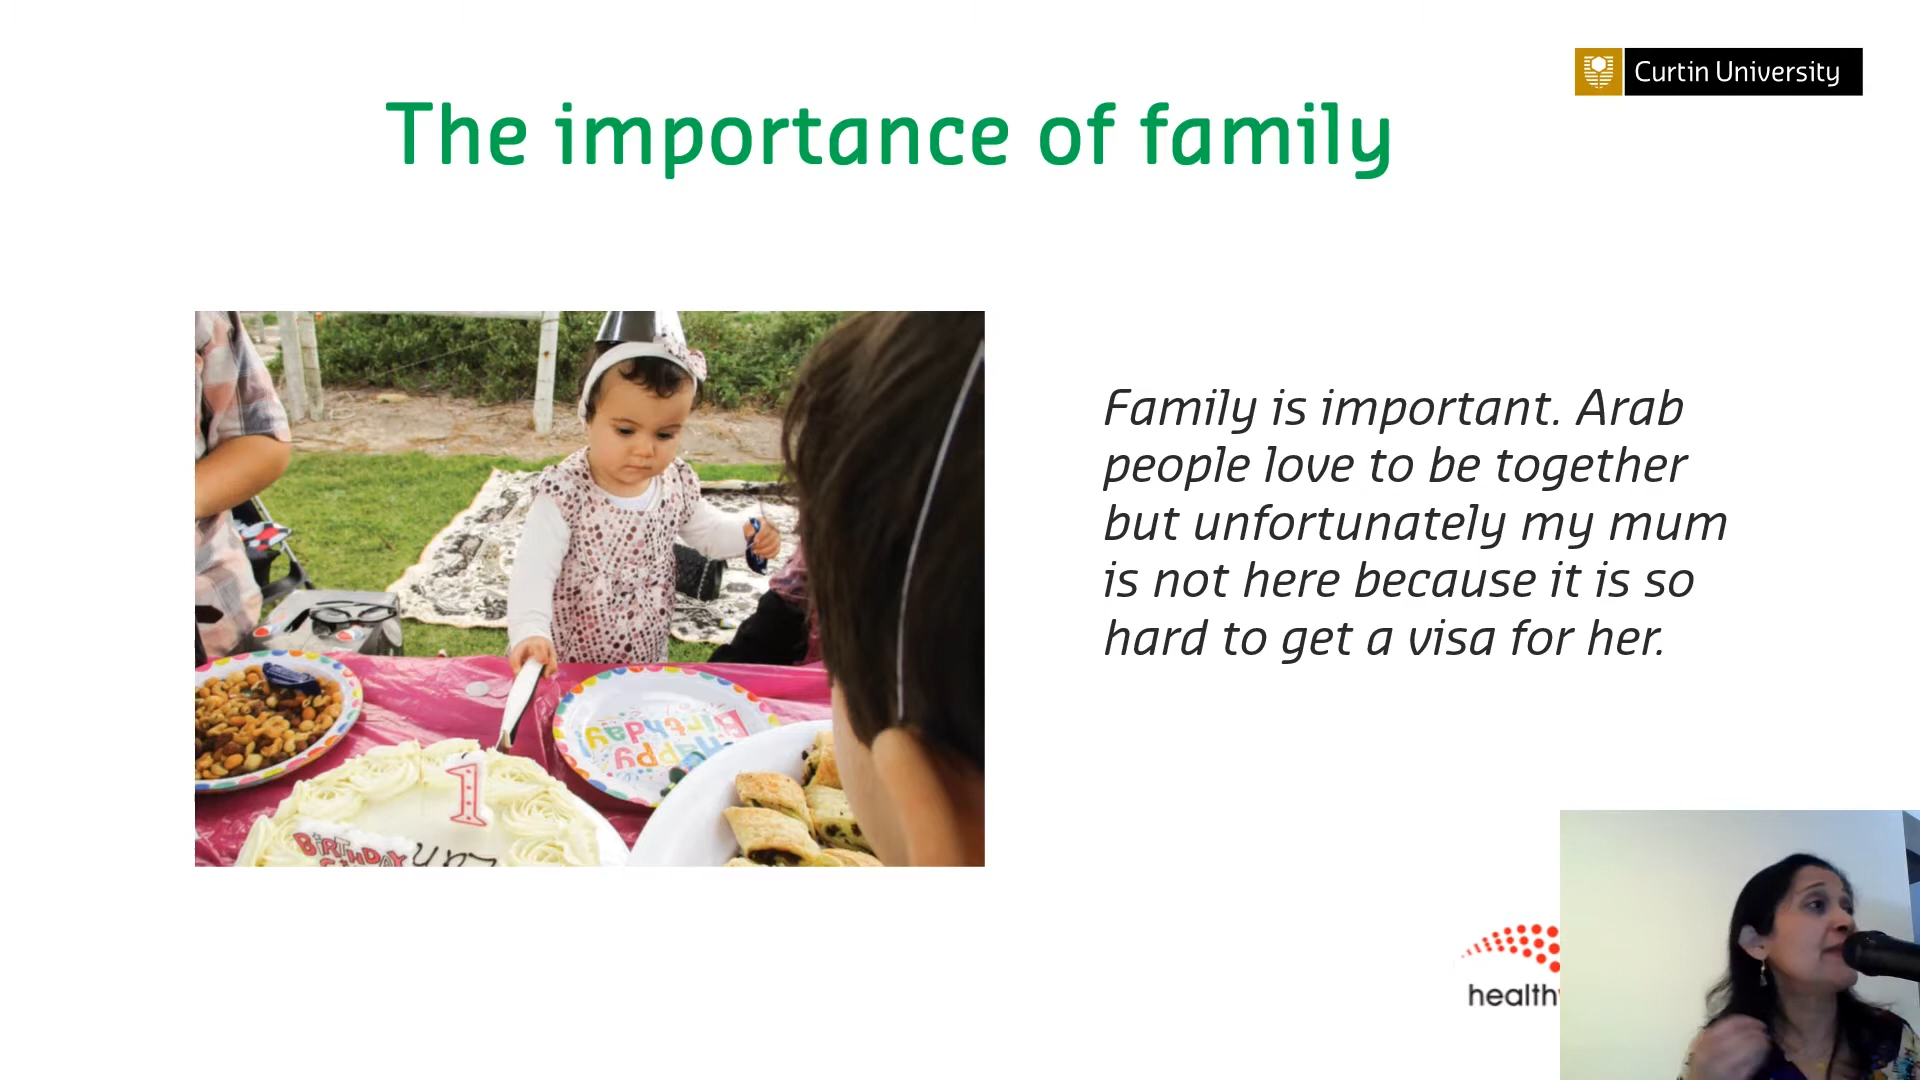 Curtin University
The importance of family
Family is important. Arab
people love to be together
but unfortunately my mum
is not here because it is so
hard to get a visa for her.
Happy
Birthday
1
BiRTHDAY
health